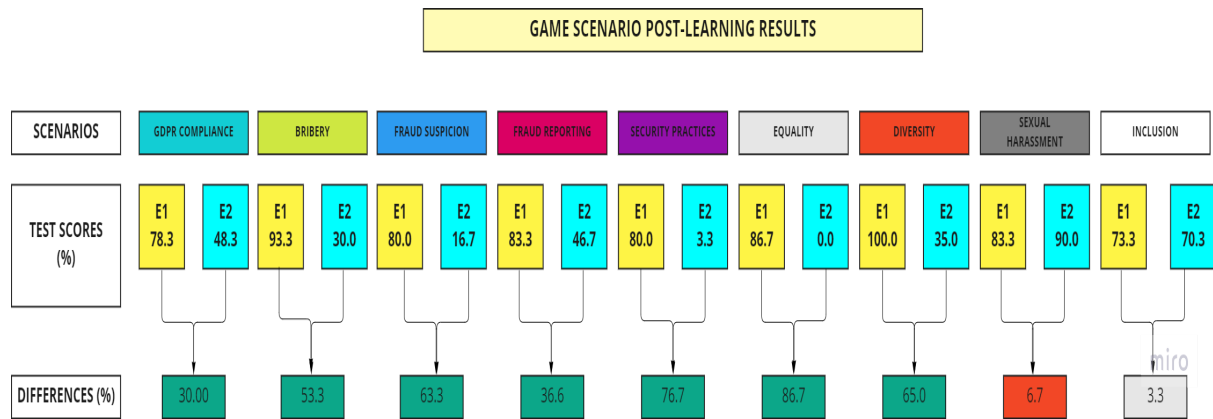 GAME SCENARIO POST-LEARNING RESULTS
SCENARIOS
GDPR COMPLIANCE
BRIBERY
FRAUD SUSPICION
FRAUD REPORTING
SECURITY PRACTICES
EQUALITY
DIVERSITY
SEXUAL
HARASSMENT
INCLUSION
TEST SCORES
(%)
E1
78.3
E2
48.3
E1
93.3
E2
30.0
E1
80.0
E2
16.7
E1
83.3
E2
46.7
E1
80.0
E2
3.3
E1
86.7
E2
0.0
E1
100.0
E2
35.0
E1
83.3
E2
90.0
E1
73.3
E2
70.3
DIFFERENCES (%)
30.00
53.3
63.3
36.6
76.7
86.7
65.0
6.7
3.3
miro